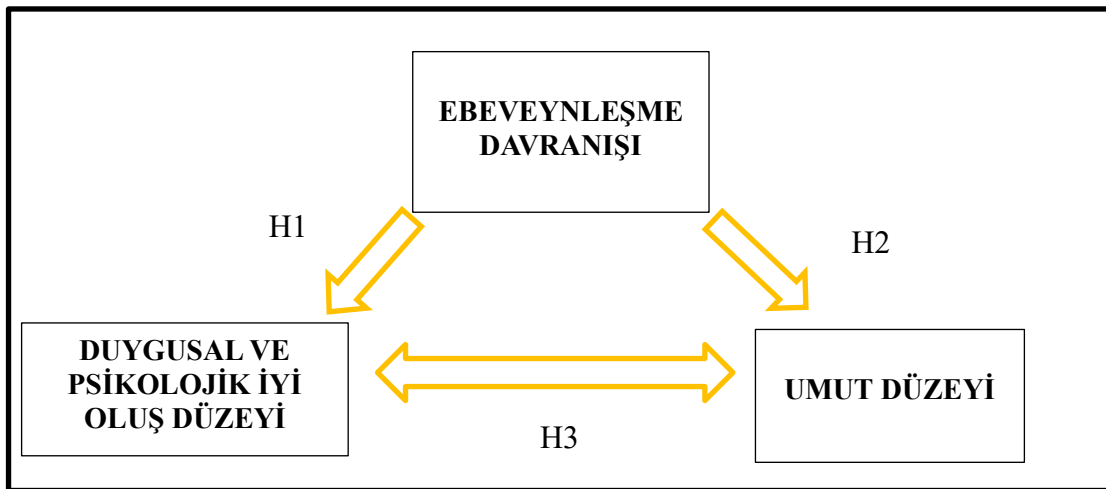 EBEVEYNLEŞME
DAVRANIŞI
H1
H2
DUYGUSAL VE
PSİKOLOJİK İYİ
OLUŞ DÜZEYİ
UMUT DÜZEYİ
H3